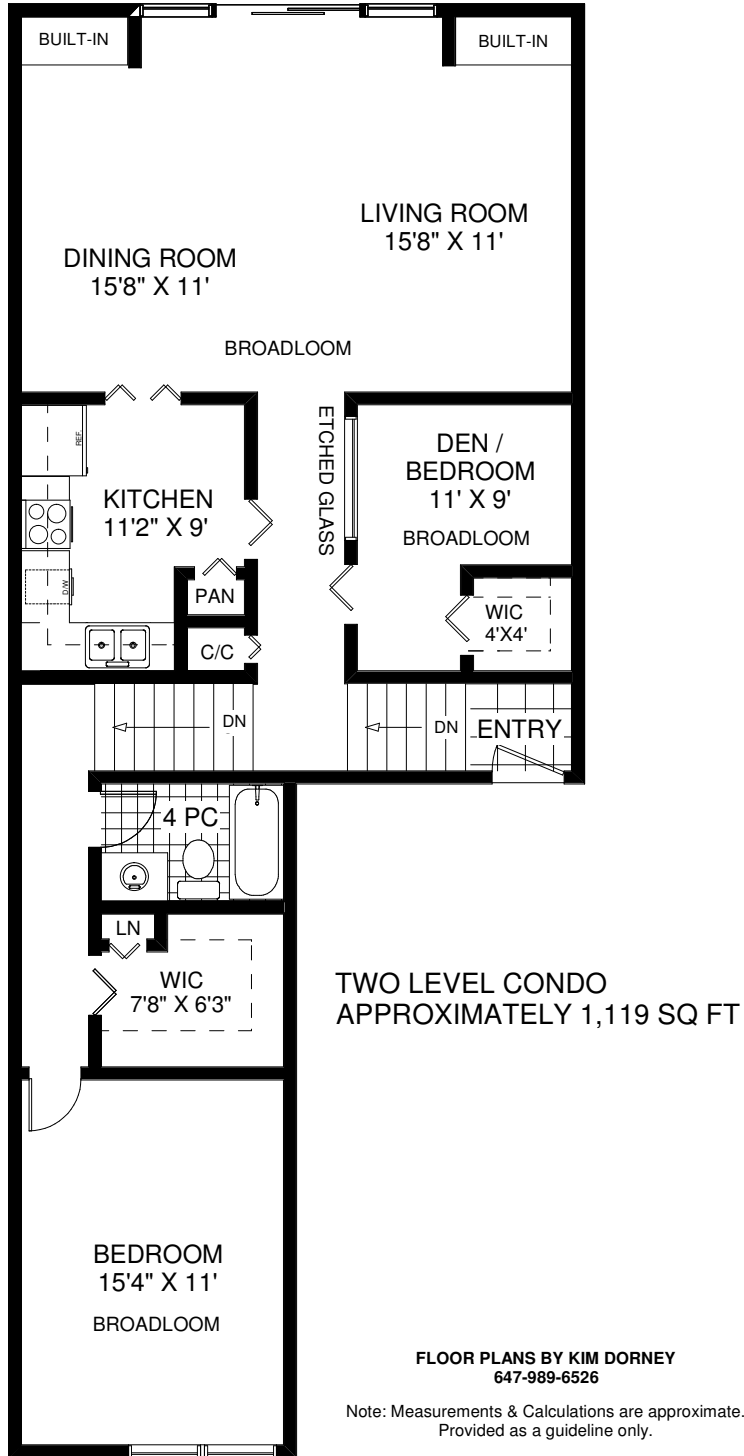 BUILT-IN
BUILT-IN
LIVING ROOM
15'8" X 11'
DINING ROOM
15'8" X 11'
BROADLOOM
REF.
KITCHEN
11'2" X 9'
ETCHED GLASS
DEN /
BEDROOM
11' X 9'
BROADLOOM
D/W
PAN
WIC
4'X4'
C/C
DN
DN
ENTRY
4 PC
LN
WIC
7'8" X 6'3"
TWO LEVEL CONDO
APPROXIMATELY 1,119 SQ FT
BEDROOM
15'4" X 11'
BROADLOOM
FLOOR PLANS BY KIM DORNEY
647-989-6526
Note: Measurements & Calculations are approximate.
Provided as a guideline only.